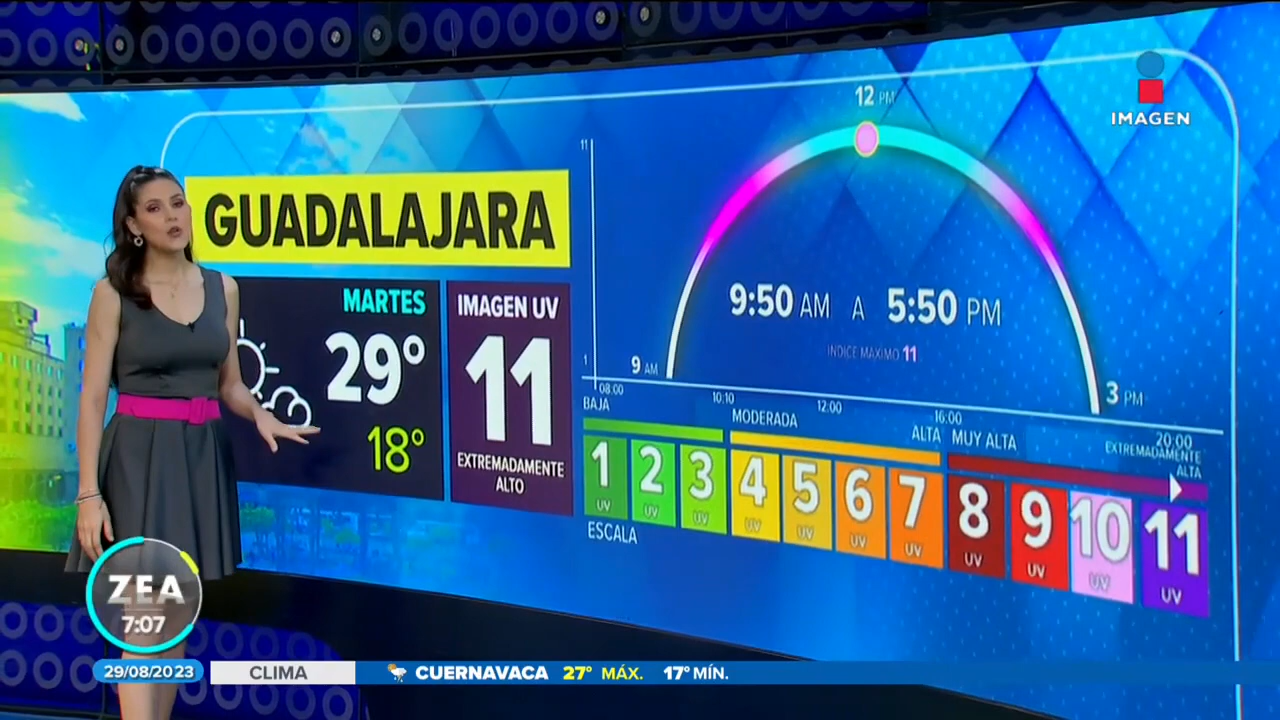 IMAGEN
12 PM
11
GUADALAJARA
MARTES
29°
18°
IMAGEN UV
11
EXTREMADAMENTE
ALTO
9:50 AM A 5:50 PM
INDICE MAXIMO 11
1
9 AM
3 PM
08:00
10:10
12:00
16:00
20:00
BAJA
MODERADA
ALTA
MUY ALTA
EXTREMADAMENTE
ALTA
1 2 3 4 5 6 7 8 9 10 11
UV UV UV UV UV UV UV UV UV UV UV
ESCALA
ZEA
7:07
29/08/2023 CLIMA CUERNAVACA 27° MÁX. 17° MÍN.